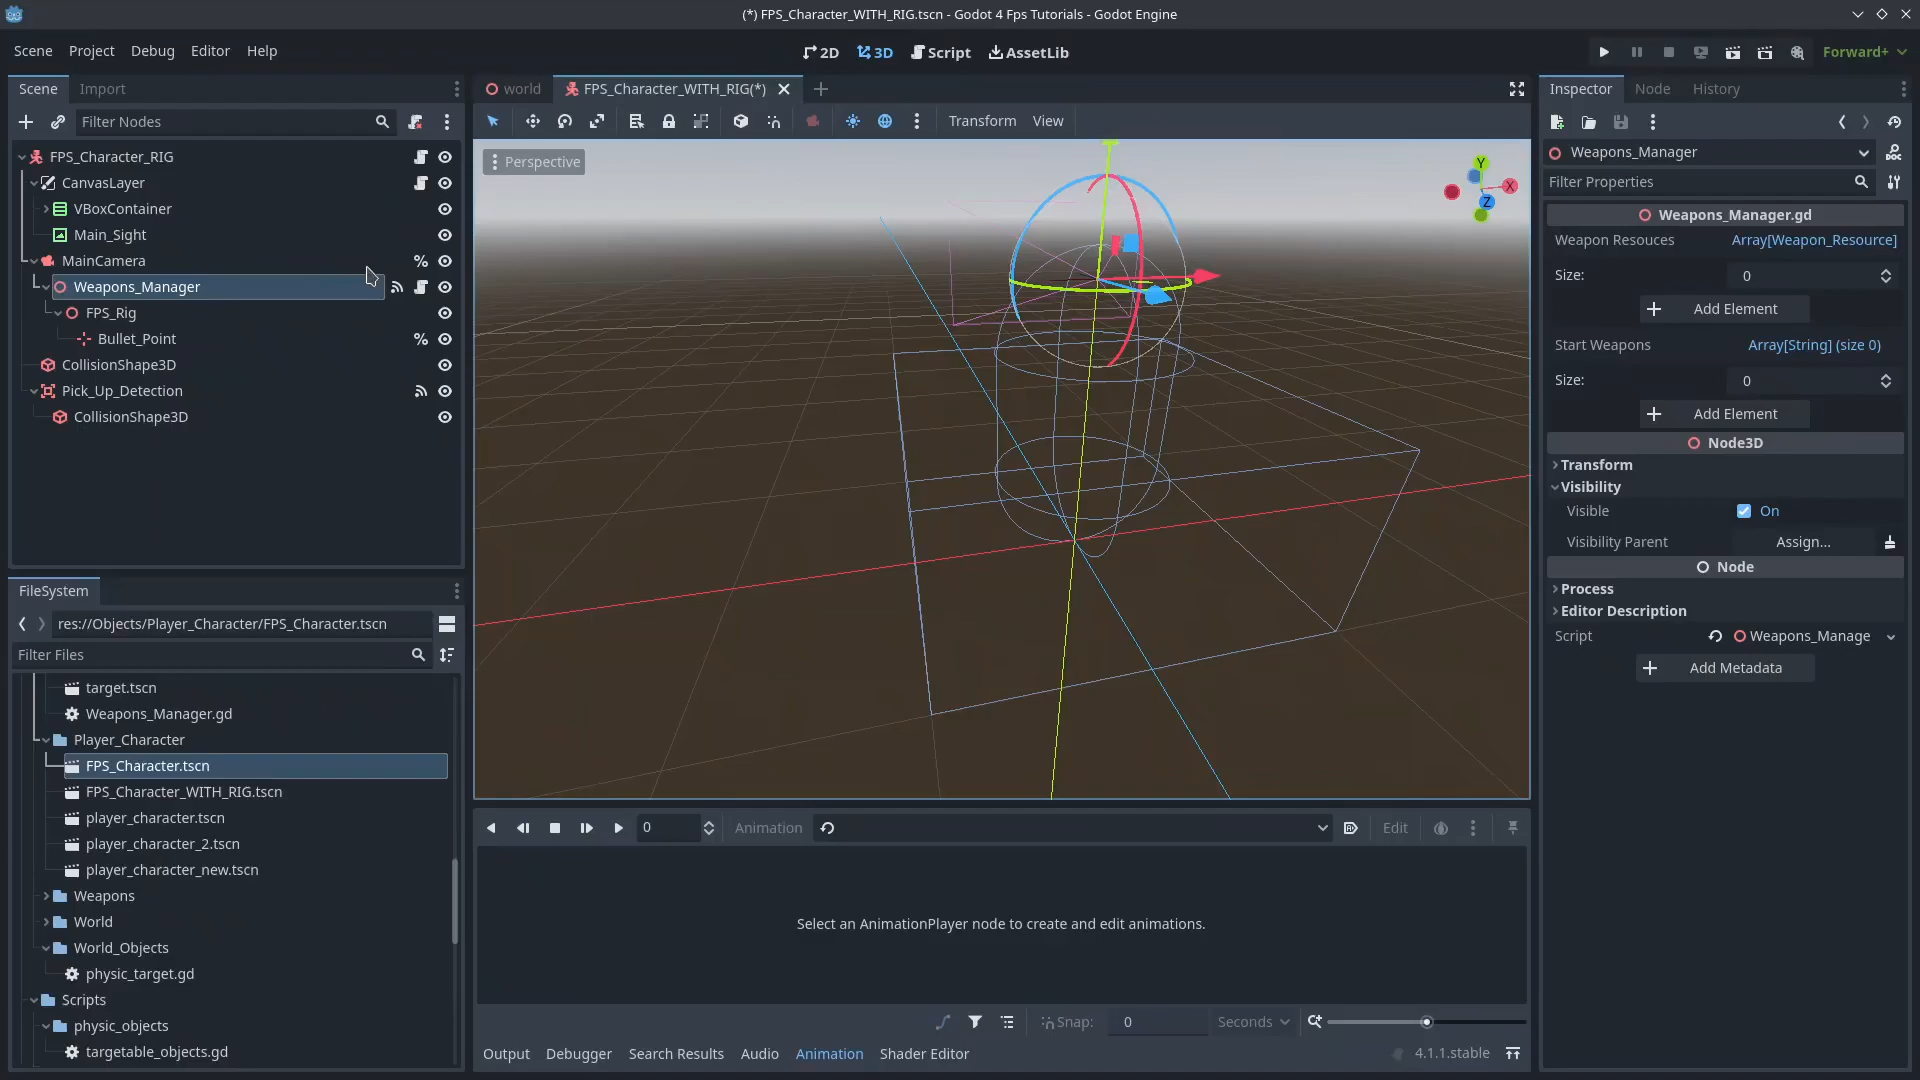 (*) FPS_Character_WITH_RIG.tscn - Godot 4 Fps Tutorials - Godot Engine
Scene Project Debug Editor Help
2D 3D Script AssetLib
Forward+
Scene Import
Filter Nodes
FPS_Character_RIG
CanvasLayer
VBoxContainer
Main_Sight
MainCamera
Weapons_Manager
FPS_Rig
Bullet_Point
CollisionShape3D
Pick_Up_Detection
CollisionShape3D
FileSystem
res://Objects/Player_Character/FPS_Character.tscn
Filter Files
target.tscn
Weapons_Manager.gd
Player_Character
FPS_Character.tscn
FPS_Character_WITH_RIG.tscn
player_character.tscn
player_character_2.tscn
player_character_new.tscn
Weapons
World
World_Objects
physic_target.gd
Scripts
physic_objects
targetable_objects.gd
world FPS_Character_WITH_RIG(*)
Transform View
Perspective
Y
X
Z
0 Animation Edit
Select an AnimationPlayer node to create and edit animations.
Snap: 0 Seconds
Output Debugger Search Results Audio Animation Shader Editor 4.1.1.stable
Inspector Node History
Weapons_Manager
Filter Properties
Weapons_Manager.gd
Weapon Resouces Array[Weapon_Resource]
Size: 0
Add Element
Start Weapons Array[String] (size 0)
Size: 0
Add Element
Node3D
Transform
Visibility
Visible On
Visibility Parent Assign...
Node
Process
Editor Description
Script Weapons_Manage
Add Metadata